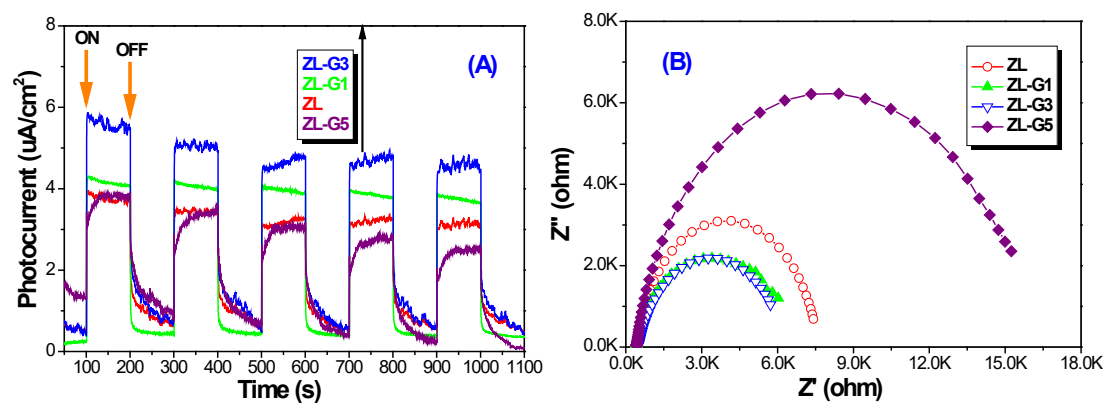 8
6
4
2
0
Photocurrent (uA/cm²)
ON
OFF
ZL-G3
ZL-G1
ZL
ZL-G5
(A)
100 200 300 400 500 600 700 800 900 1000 1100
Time (s)
8.0K
6.0K
4.0K
2.0K
0.0K
Z'' (ohm)
(B)
ZL
ZL-G1
ZL-G3
ZL-G5
0.0K 3.0K 6.0K 9.0K 12.0K 15.0K 18.0K
Z' (ohm)